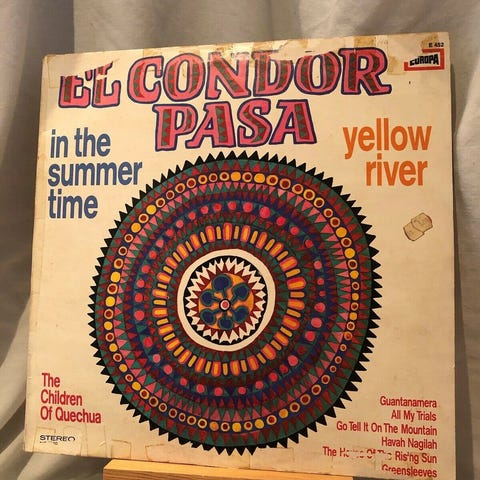 E 452
EUROPA
EL CONDOR
PASA
in the
summer
time
yellow
river
The
Children
Of Quechua
STEREO
Guantanamera
All My Trials
Go Tell It On The Mountain
Havah Nagilah
The House Of The Rising Sun
Greensleeves